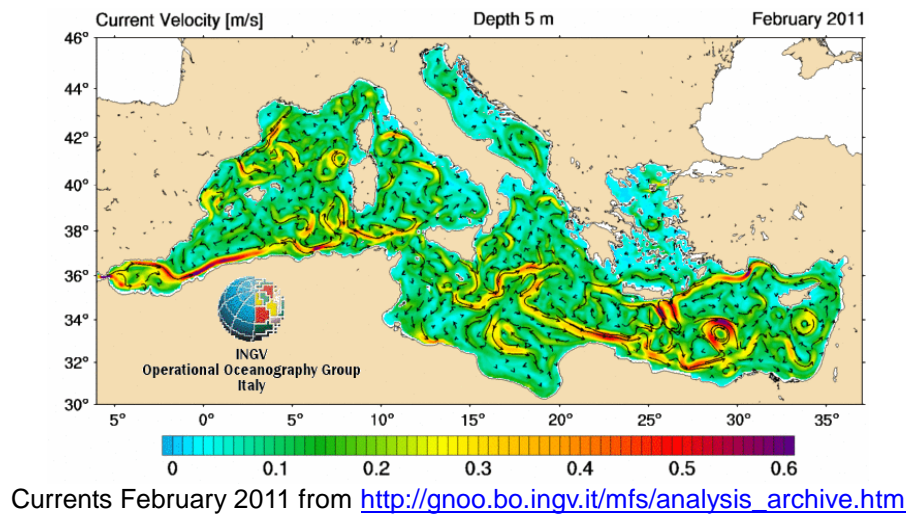 Current Velocity [m/s] Depth 5 m February 2011
46°
44°
42°
40°
38°
36°
34°
32°
30°
INGV
Operational Oceanography Group
Italy
5° 0° 5° 10° 15° 20° 25° 30° 35°
0 0.1 0.2 0.3 0.4 0.5 0.6
Currents February 2011 from http://gnoo.bo.ingv.it/mfs/analysis_archive.htm